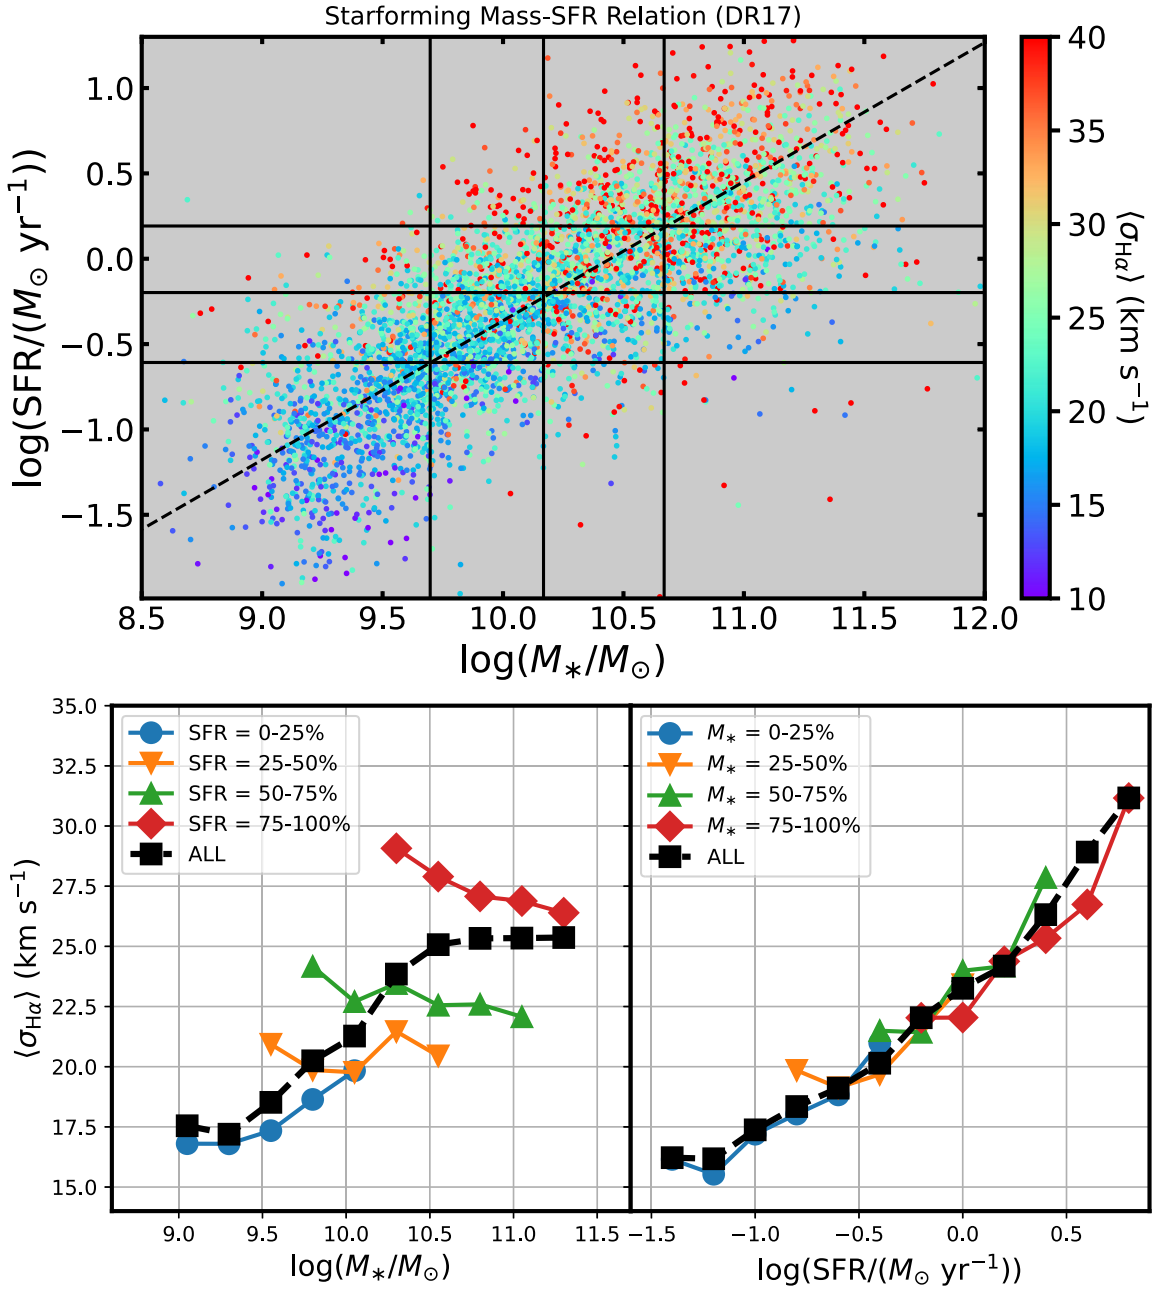 Starforming Mass-SFR Relation (DR17)
log(SFR/(M⊙ yr−1))
1.0
0.5
0.0
−0.5
−1.0
−1.5
8.5 9.0 9.5 10.0 10.5 11.0 11.5 12.0
log(M∗/M⊙)
40
35
30
25
20
15
10
⟨σHα⟩ (km s−1)
⟨σHα⟩ (km s−1)
35.0
32.5
30.0
27.5
25.0
22.5
20.0
17.5
15.0
SFR = 0-25%
SFR = 25-50%
SFR = 50-75%
SFR = 75-100%
ALL
9.0 9.5 10.0 10.5 11.0 11.5
log(M∗/M⊙)
M∗ = 0-25%
M∗ = 25-50%
M∗ = 50-75%
M∗ = 75-100%
ALL
−1.5 −1.0 −0.5 0.0 0.5
log(SFR/(M⊙ yr−1))